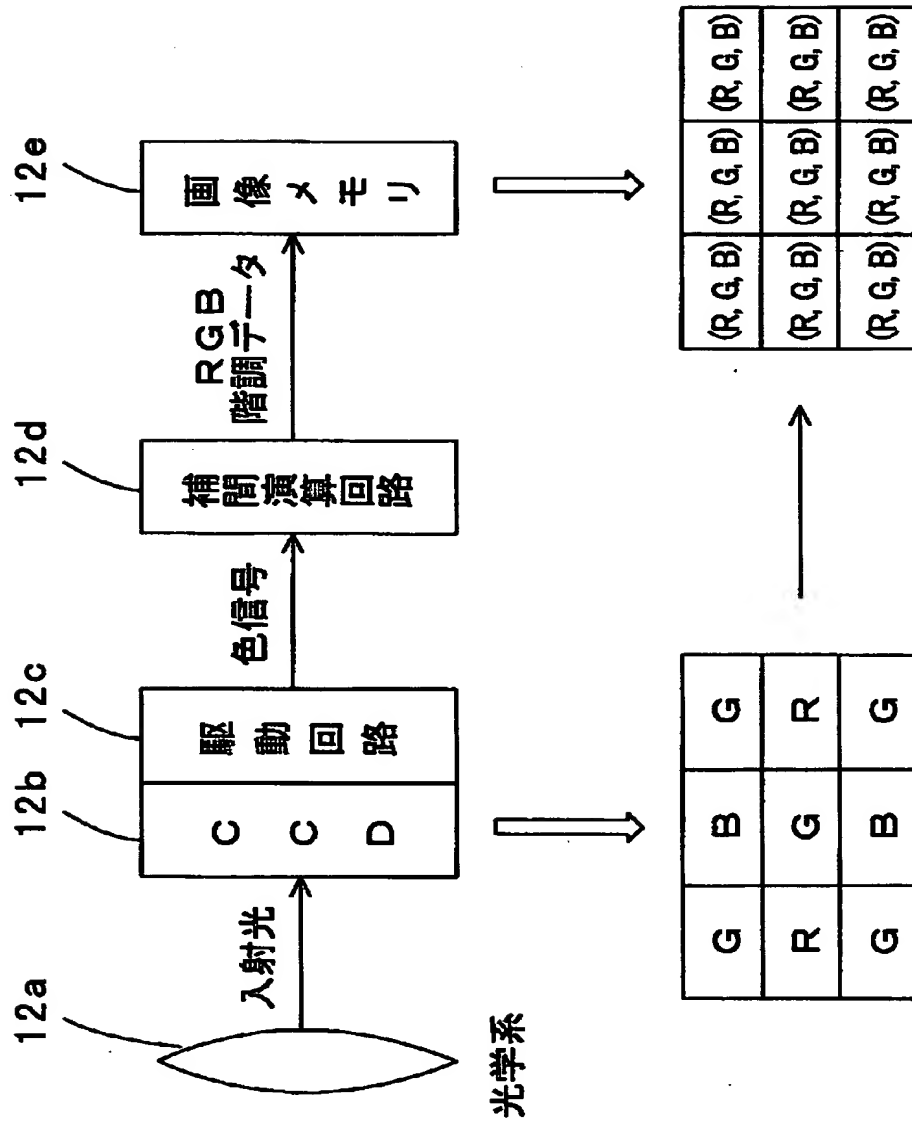 12a
12b
12c
12d
12e
入射光
CCD
駆動回路
色信号
補間演算回路
RGB
階調データ
画像メモリ
光学系
G B G
R G R
G B G
(R, G, B) (R, G, B) (R, G, B)
(R, G, B) (R, G, B) (R, G, B)
(R, G, B) (R, G, B) (R, G, B)